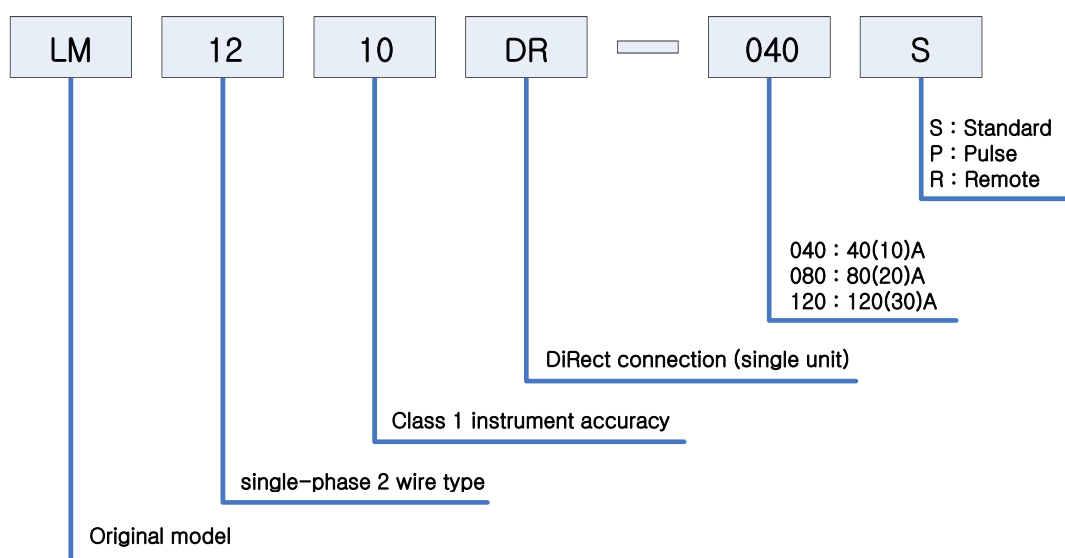 LM 12 10 DR - 040 S
S : Standard
P : Pulse
R : Remote
040 : 40(10)A
080 : 80(20)A
120 : 120(30)A
DiRect connection (single unit)
Class 1 instrument accuracy
single-phase 2 wire type
Original model